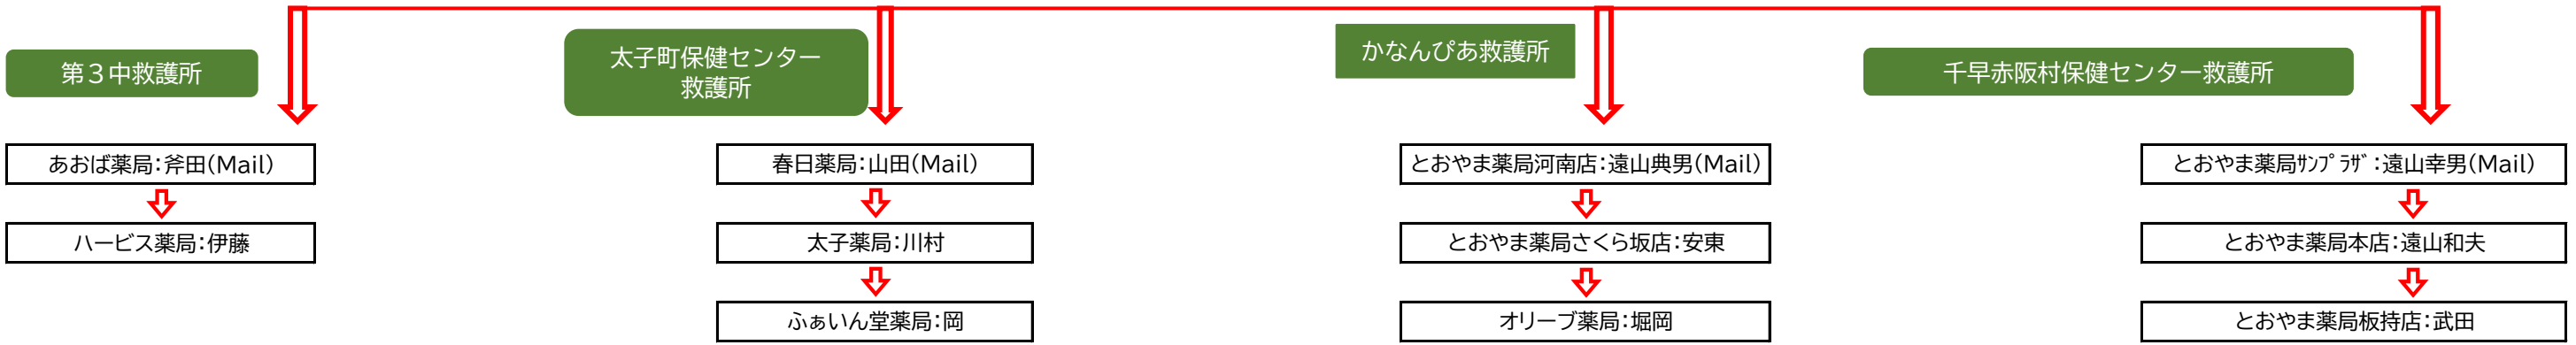 第３中救護所
あおば薬局：斧田（Mail）
ハービス薬局：伊藤
太子町保健センター
救護所
春日薬局：山田（Mail）
太子薬局：川村
ふぁいん堂薬局：岡
かなんぴあ救護所
とおやま薬局河南店：遠山典男（Mail）
とおやま薬局さくら坂店：安東
オリーブ薬局：堀岡
千早赤阪村保健センター救護所
とおやま薬局ｻﾝﾌﾟﾗｻﾞ：遠山幸男（Mail）
とおやま薬局本店：遠山和夫
とおやま薬局板持店：武田